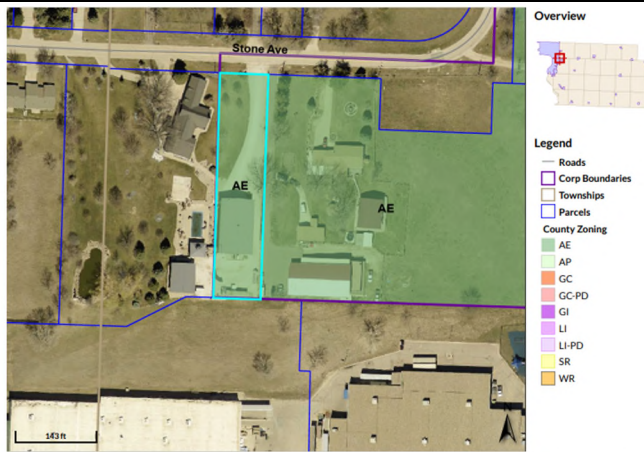 Stone Ave
AE
AE
143 ft
Overview
Legend
Roads
Corp Boundaries
Townships
Parcels
County Zoning
AE
AP
GC
GC-PD
GI
LI
LI-PD
SR
WR